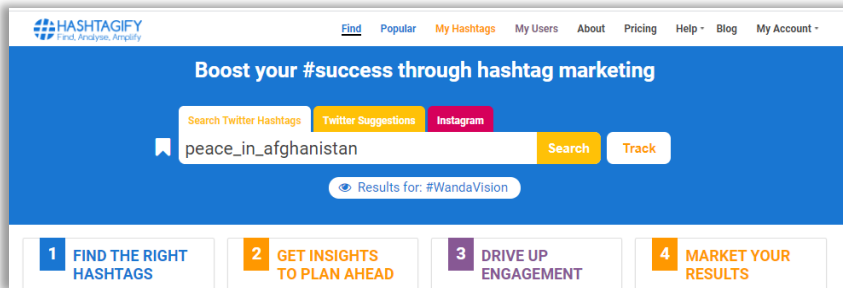 HASHTAGIFY
Find, Analyse, Amplify
Find Popular My Hashtags My Users About Pricing Help Blog My Account
Boost your #success through hashtag marketing
Search Twitter Hashtags Twitter Suggestions Instagram
peace_in_afghanistan Search Track
Results for: #WandaVision
1 FIND THE RIGHT
HASHTAGS
2 GET INSIGHTS
TO PLAN AHEAD
3 DRIVE UP
ENGAGEMENT
4 MARKET YOUR
RESULTS